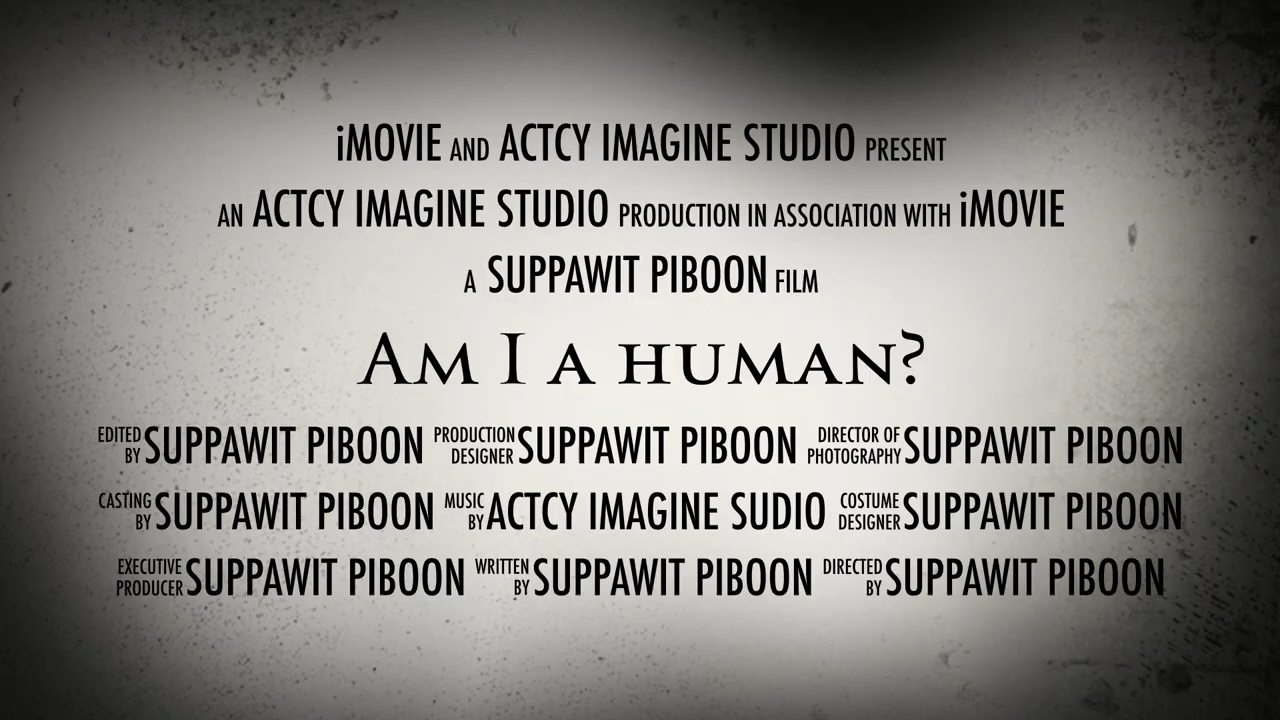 iMOVIE AND ACTCY IMAGINE STUDIO PRESENT
AN ACTCY IMAGINE STUDIO PRODUCTION IN ASSOCIATION WITH iMOVIE
A SUPPAWIT PIBOON FILM
AM I A HUMAN?
EDITED BY SUPPAWIT PIBOON PRODUCTION DESIGNER SUPPAWIT PIBOON DIRECTOR OF PHOTOGRAPHY SUPPAWIT PIBOON
CASTING BY SUPPAWIT PIBOON MUSIC BY ACTCY IMAGINE SUDIO COSTUME DESIGNER SUPPAWIT PIBOON
EXECUTIVE PRODUCER SUPPAWIT PIBOON WRITTEN BY SUPPAWIT PIBOON DIRECTED BY SUPPAWIT PIBOON